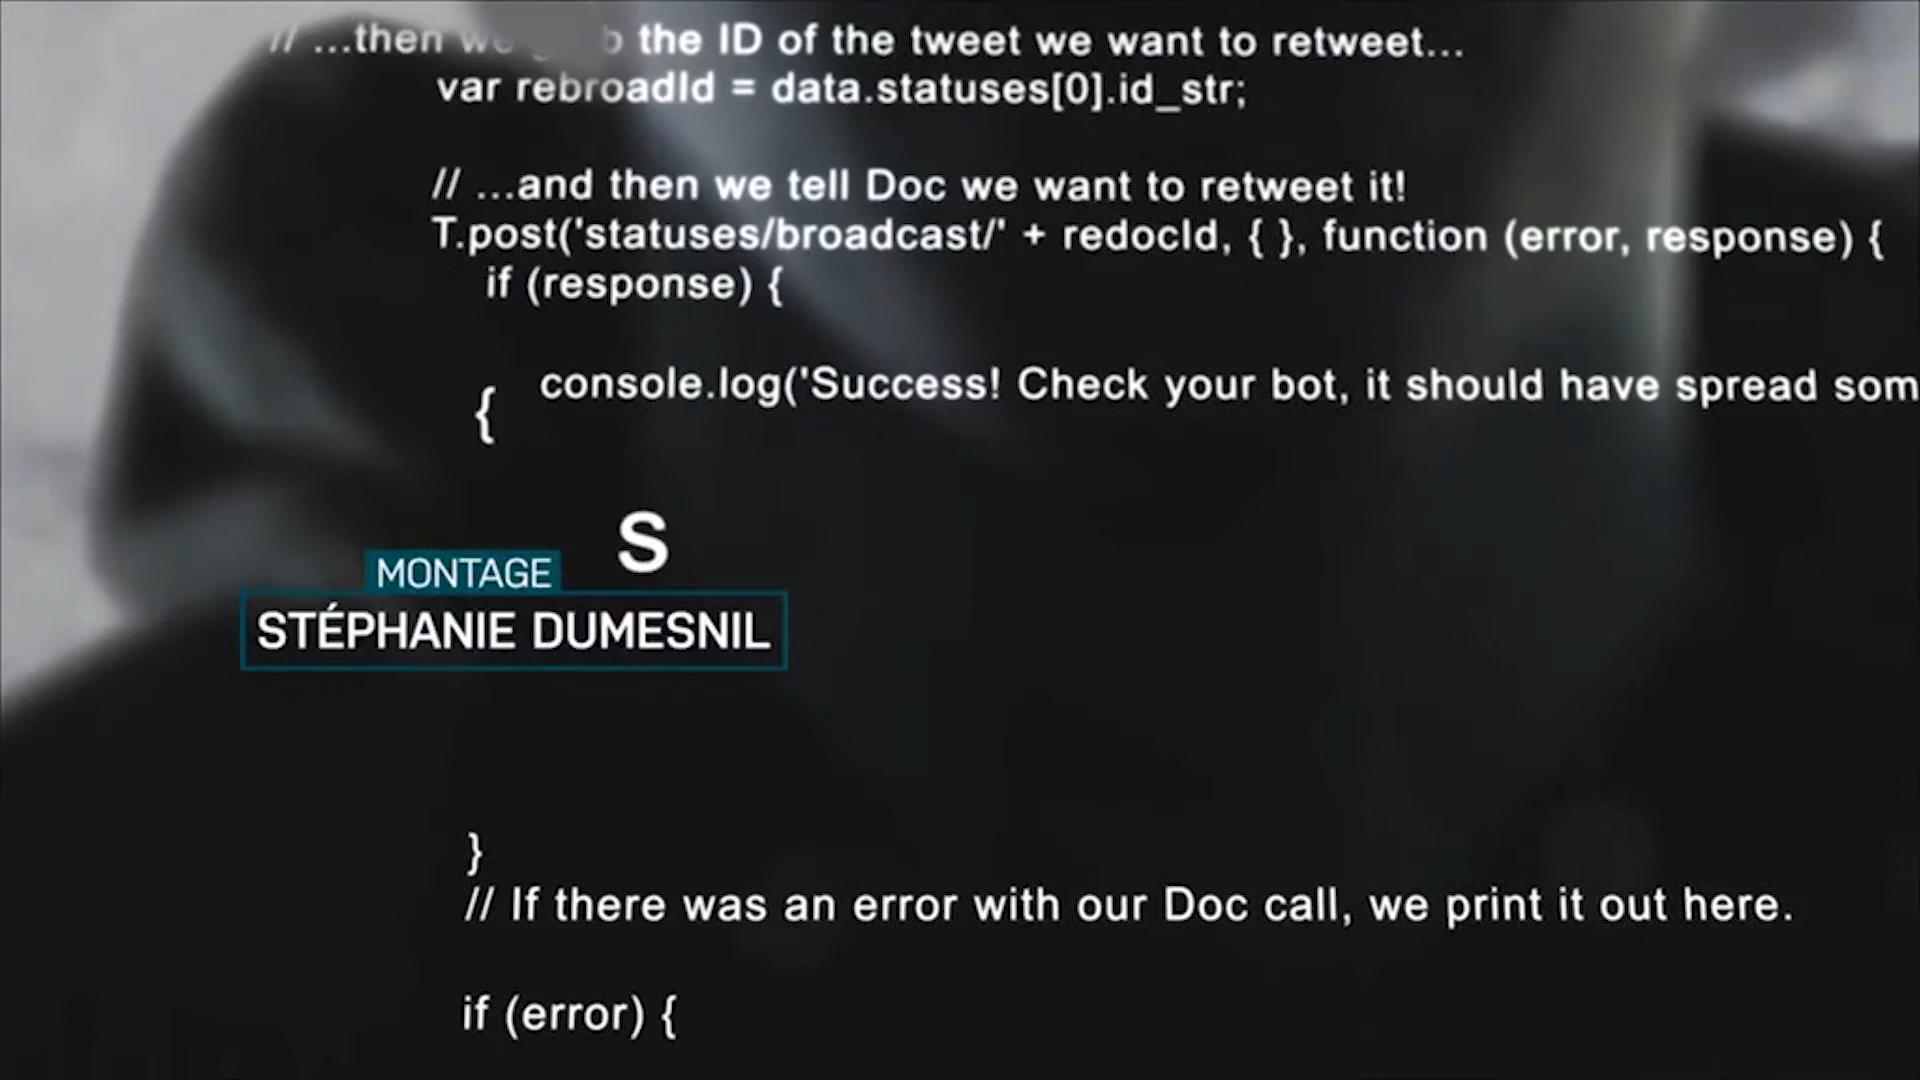 // ...then we b the ID of the tweet we want to retweet...
var rebroadId = data.statuses[0].id_str;
// ...and then we tell Doc we want to retweet it!
T.post('statuses/broadcast/' + redocId, { }, function (error, response) {
if (response) {
console.log('Success! Check your bot, it should have spread som
{
S
MONTAGE
STÉPHANIE DUMESNIL
}
// If there was an error with our Doc call, we print it out here.
if (error) {